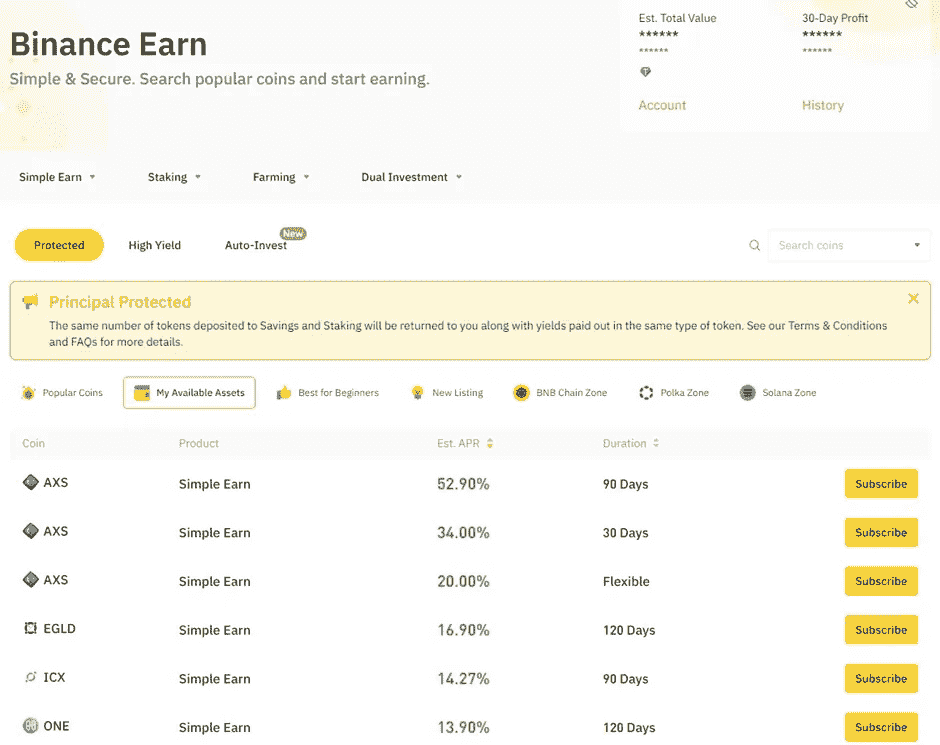 Binance Earn
Simple & Secure. Search popular coins and start earning.
Est. Total Value
******
******
30-Day Profit
******
******
Account
History
Simple Earn
Staking
Farming
Dual Investment
Protected
High Yield
Auto-Invest
New
Search coins
Principal Protected
The same number of tokens deposited to Savings and Staking will be returned to you along with yields paid out in the same type of token. See our Terms & Conditions
and FAQs for more details.
Popular Coins
My Available Assets
Best for Beginners
New Listing
BNB Chain Zone
Polka Zone
Solana Zone
Coin Product Est. APR Duration
AXS Simple Earn 52.90% 90 Days Subscribe
AXS Simple Earn 34.00% 30 Days Subscribe
AXS Simple Earn 20.00% Flexible Subscribe
EGLD Simple Earn 16.90% 120 Days Subscribe
ICX Simple Earn 14.27% 90 Days Subscribe
ONE Simple Earn 13.90% 120 Days Subscribe